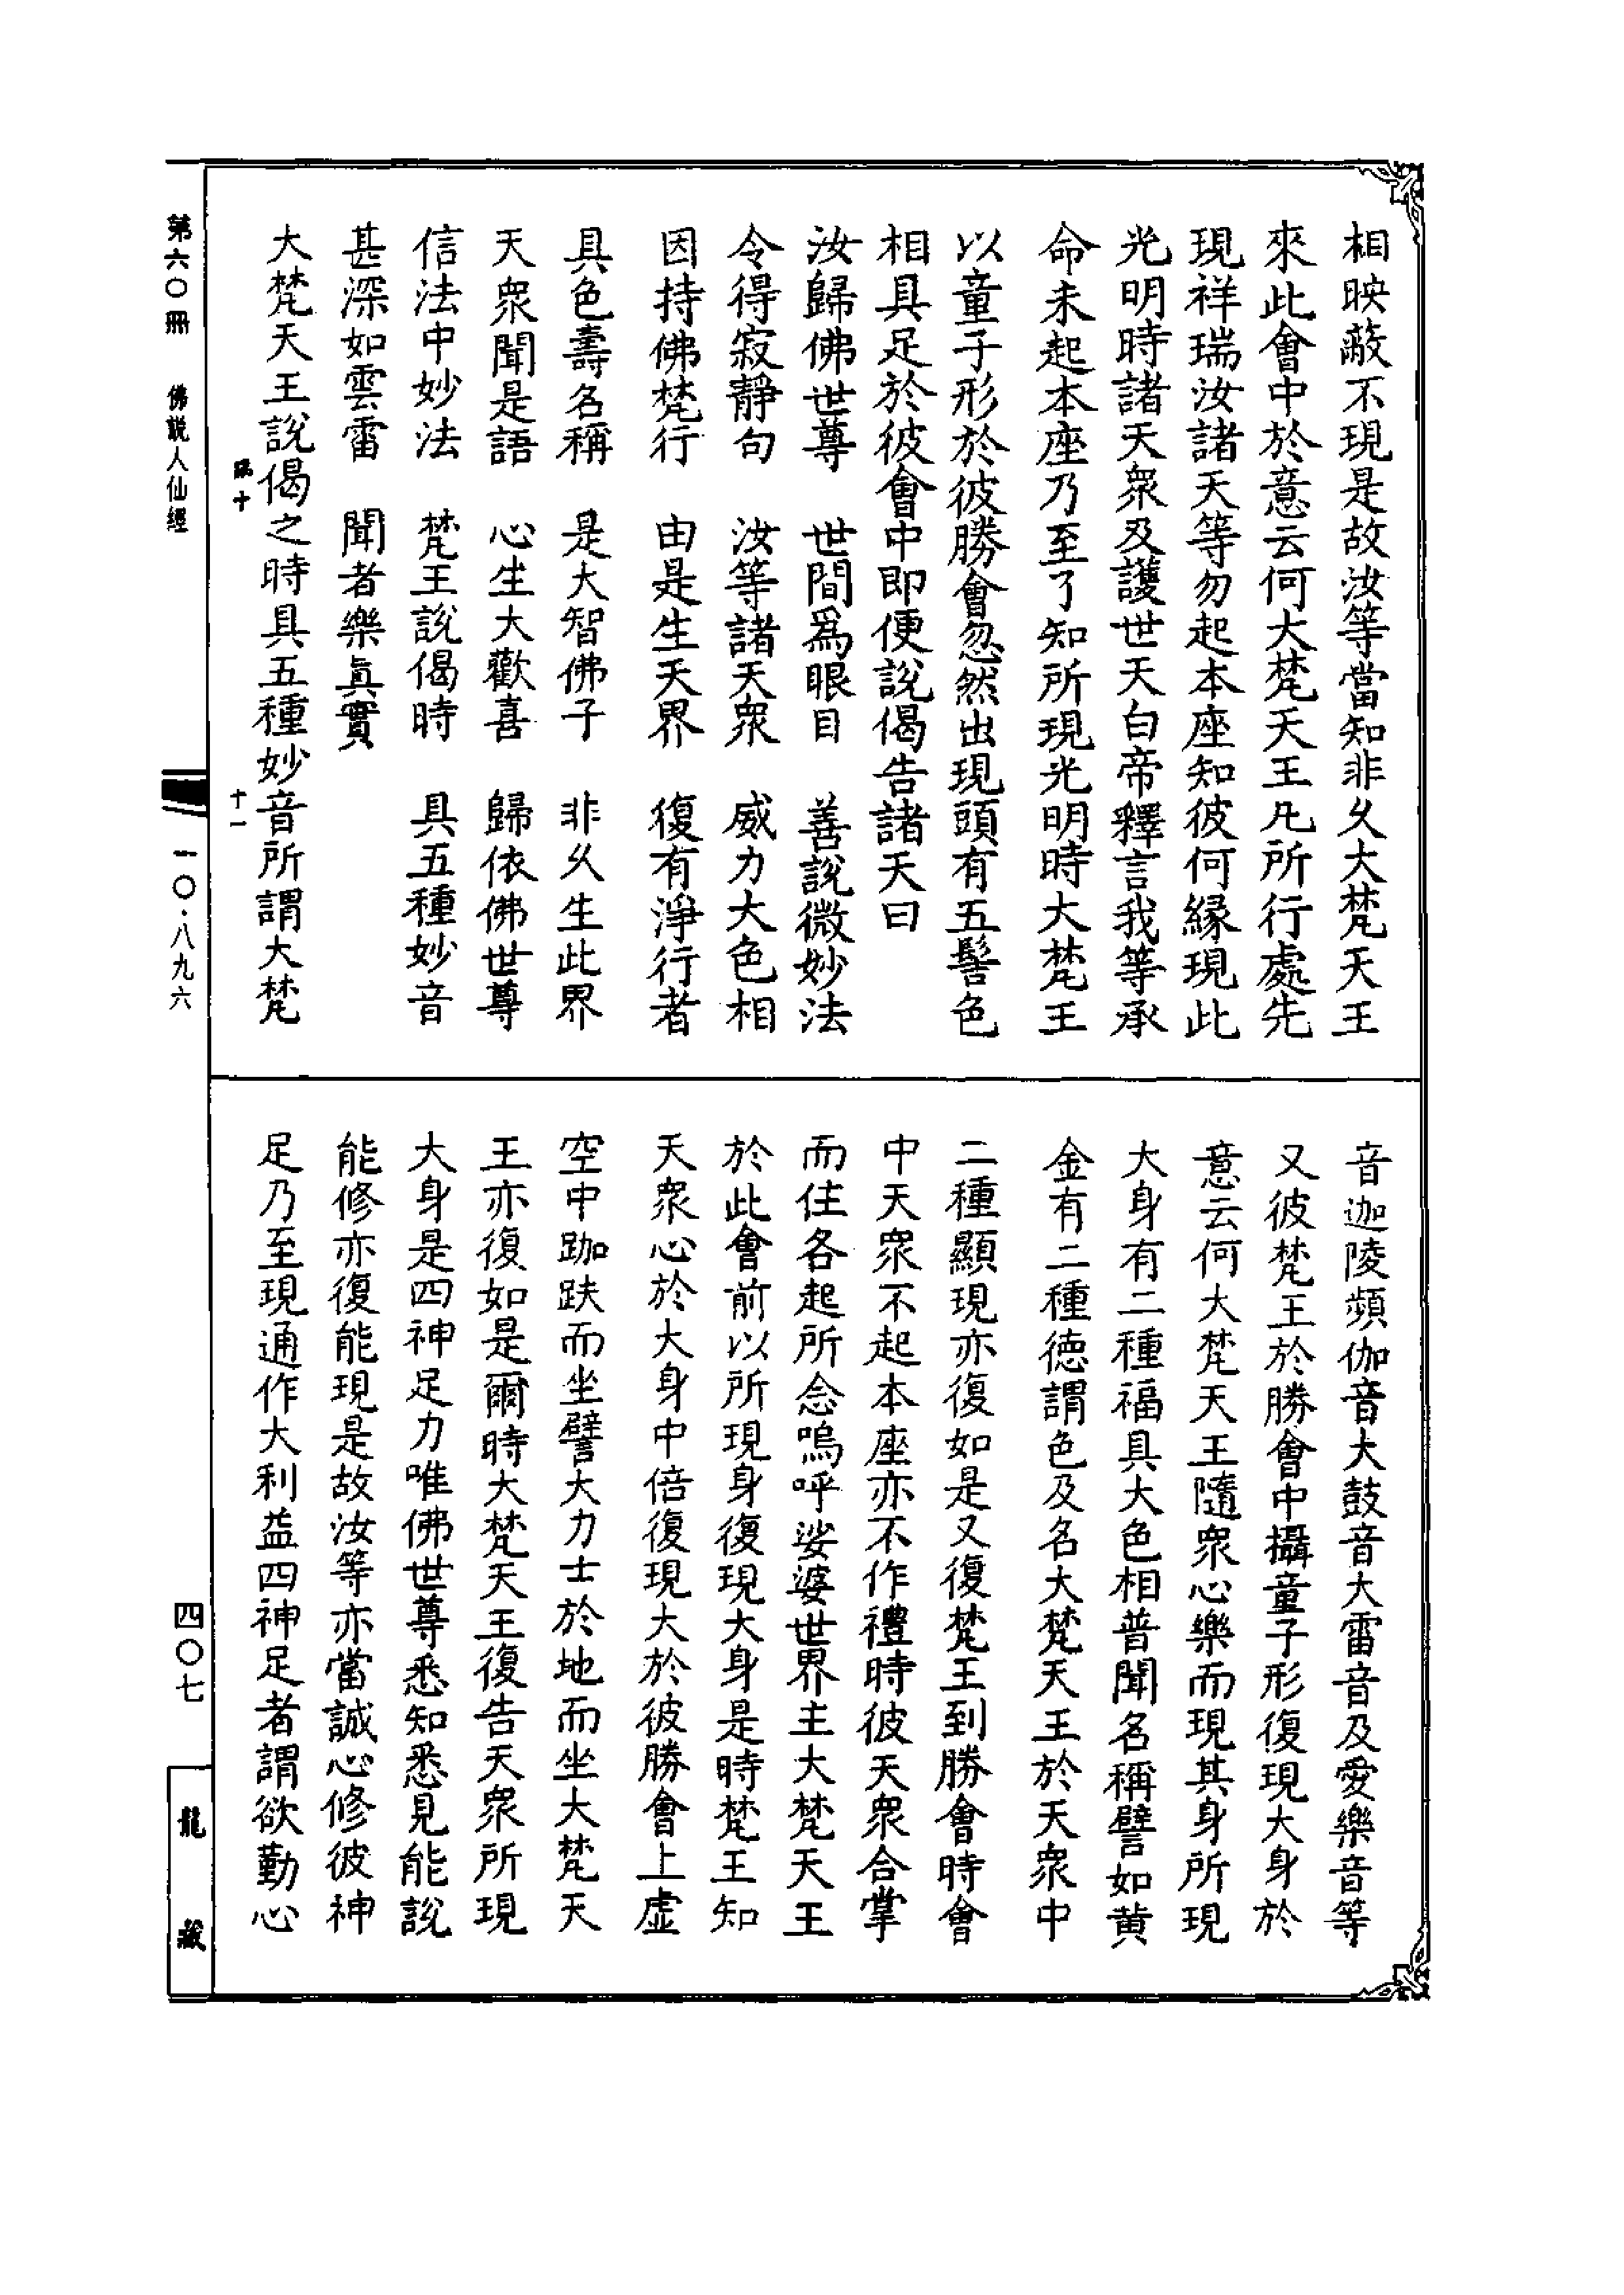 相映蔽不現是故汝等當知非久大梵天王
來此會中於意云何大梵天王凡所行處先
現祥瑞汝諸天等勿起本座知彼何緣現此
光明時諸天衆及護世天白帝釋言我等承
命未起本座乃至了知所現光明時大梵王
以童子形於彼勝會忽然出現頭有五髻色
相具足於彼會中即便說偈告諸天曰
汝歸佛世尊　世間爲眼目　善說微妙法
令得寂靜句　汝等諸天衆　威力大色相
因持佛梵行　由是生天界　復有淨行者
具色壽名稱　是大智佛子　非久生此界
天衆聞是語　心生大歡喜　歸依佛世尊
信法中妙法　梵王說偈時　具五種妙音
甚深如雲雷　聞者樂眞實
大梵天王說偈之時具五種妙音所謂大梵
音迦陵頻伽音大鼓音大雷音及愛樂音等
又彼梵王於勝會中攝童子形復現大身於
意云何大梵天王隨衆心樂而現其身所現
大身有二種福具大色相普聞名稱譬如黄
金有二種德謂色及名大梵天王於天衆中
二種顯現亦復如是又復梵王到勝會時會
中天衆不起本座亦不作禮時彼天衆合掌
而住各起所念嗚呼娑婆世界主大梵天王
於此會前以所現身復現大身是時梵王知
天衆心於大身中倍復現大於彼勝會上虛
空中跏趺而坐譬大力士於地而坐大梵天
王亦復如是爾時大梵天王復告天衆所現
大身是四神足力唯佛世尊悉知悉見能說
能修亦復能現是故汝等亦當誠心修彼神
足乃至現通作大利益四神足者謂欲勤心
十
十一
第六〇冊　佛說人仙經
一〇·八九六
四〇七
龍藏